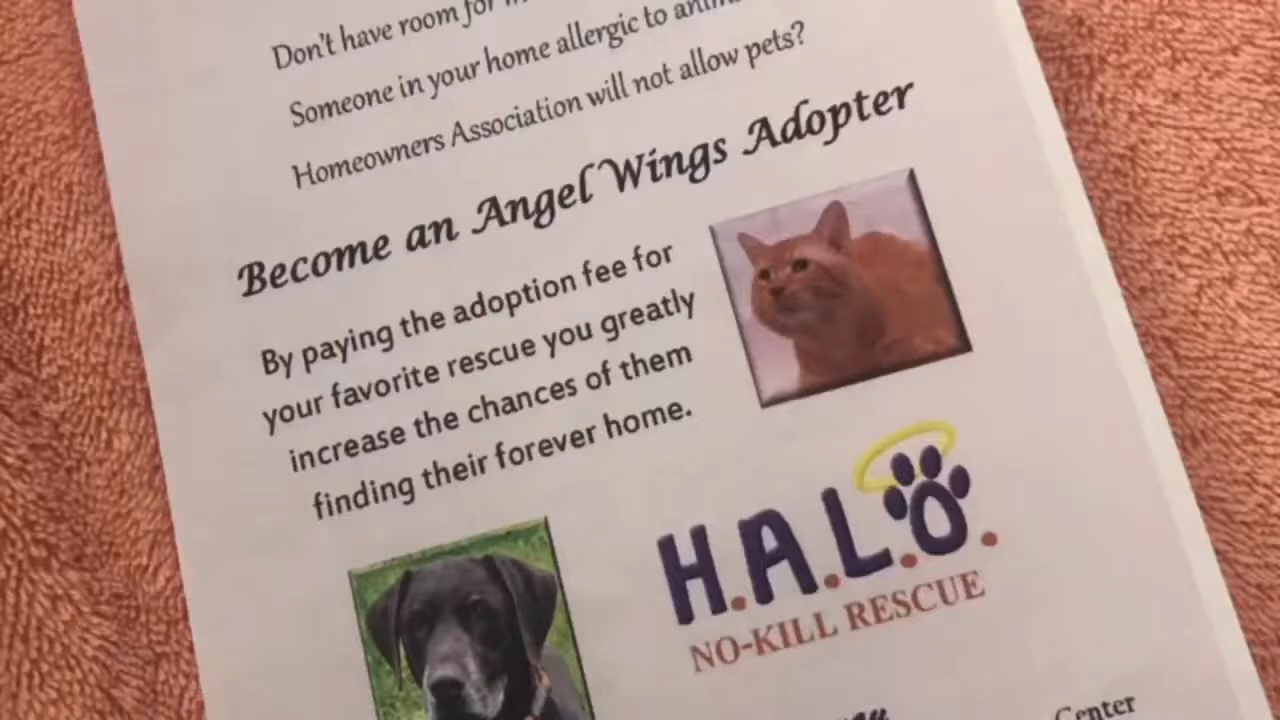 Don't have room for
Someone in your home allergic to
Homeowners Association will not allow pets?
Become an Angel Wings Adopter
By paying the adoption fee for
your favorite rescue you greatly
increase the chances of them
finding their forever home.
H.A.L.O.
NO-KILL RESCUE
Center